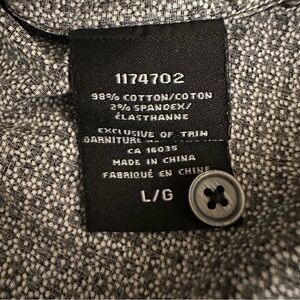 1174702
98% COTTON/COTON
2% SPANDEX/
ÉLASTHANNE
EXCLUSIVE OF TRIM
GARNITURE
CA 16035
MADE IN CHINA
FABRIQUÉ EN CHINE
L/G